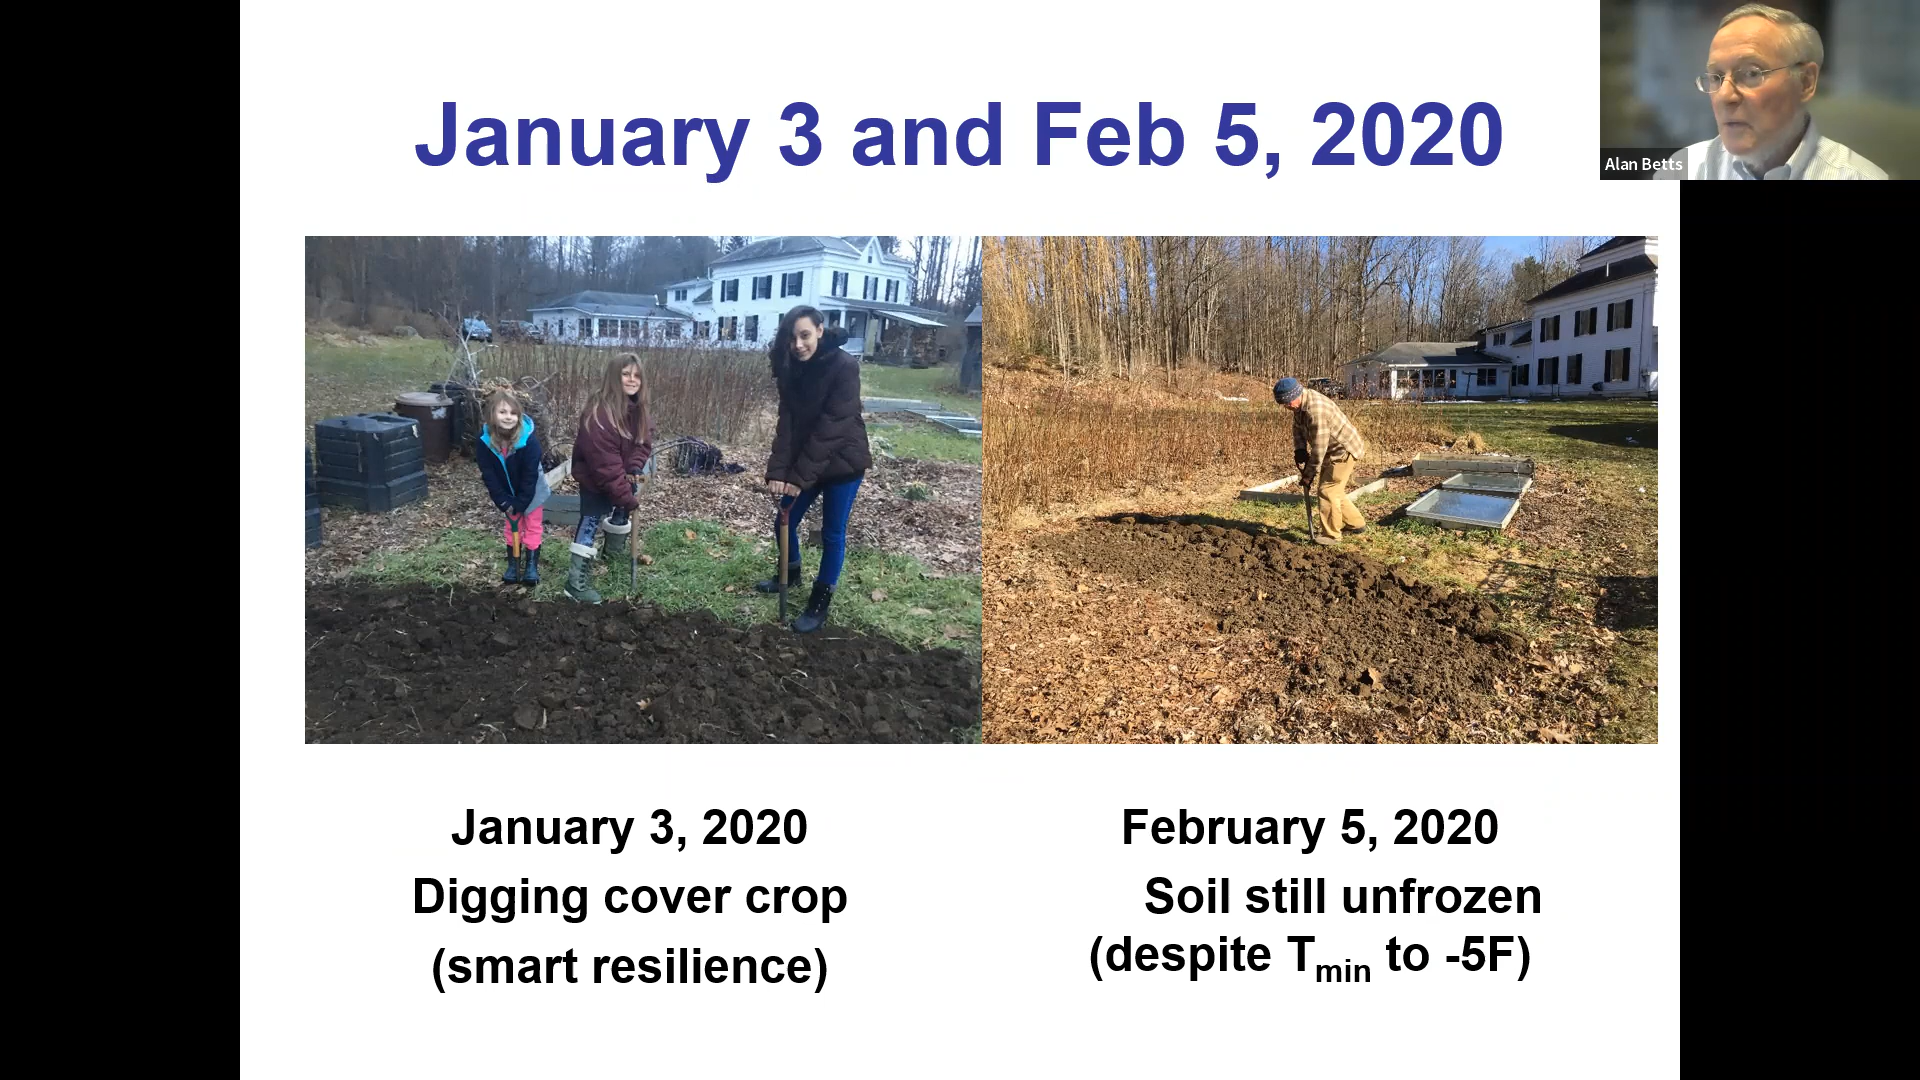 January 3 and Feb 5, 2020
Alan Betts
January 3, 2020
Digging cover crop
(smart resilience)
February 5, 2020
Soil still unfrozen
(despite Tmin to -5F)